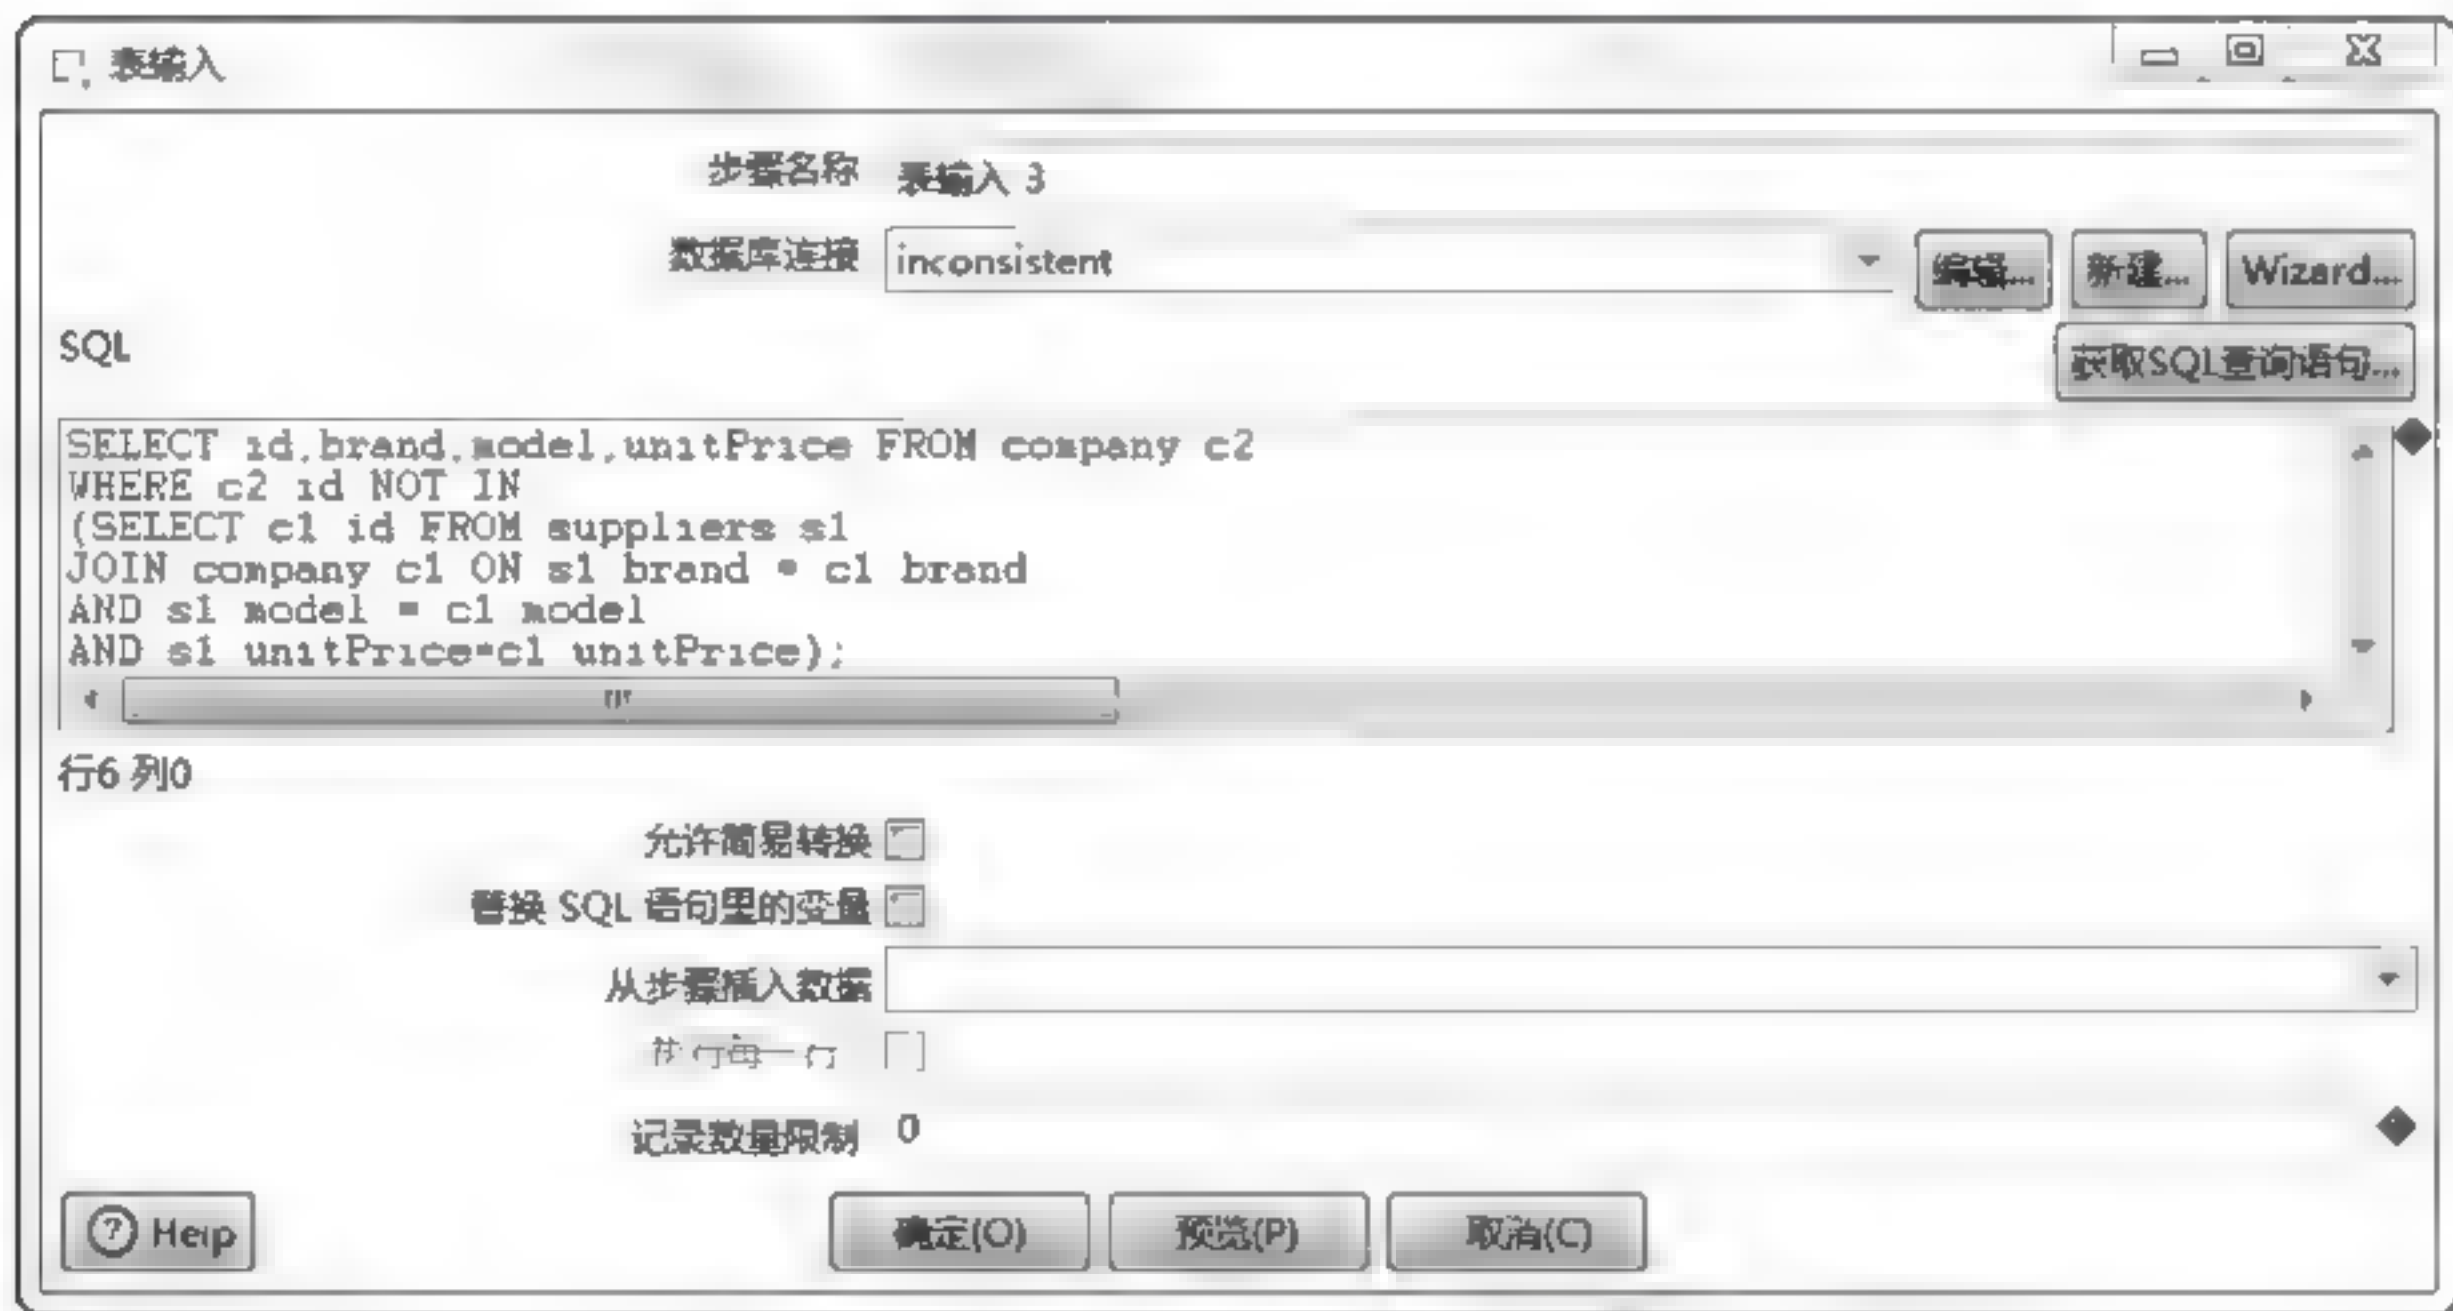 表输入
步骤名称 表输入 3
数据库连接 inconsistent 编辑... 新建... Wizard...
SQL 获取SQL查询语句...
SELECT id,brand,model,unitPrice FROM company c2
WHERE c2 id NOT IN
(SELECT c1 id FROM suppliers s1
JOIN company c1 ON s1 brand = c1 brand
AND s1 model = c1 model
AND s1 unitPrice=c1 unitPrice);
行6 列0
允许简易转换
替换 SQL 语句里的变量
从步骤插入数据
执行每一行
记录数量限制 0
Help 确定(O) 预览(P) 取消(C)